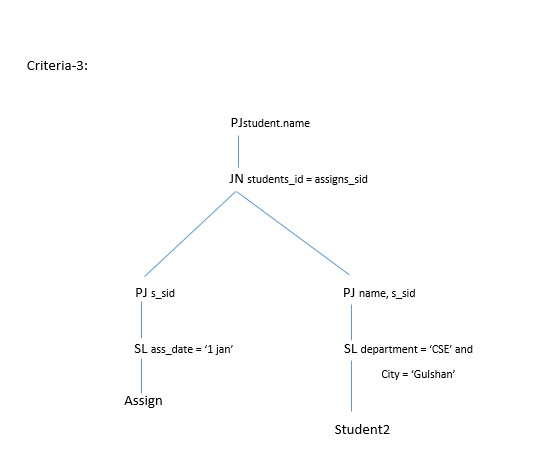 Criteria-3:
PJstudent.name
JN students_id = assigns_sid
PJ s_sid
PJ name, s_sid
SL ass_date = ‘1 jan’
SL department = ‘CSE’ and
City = ‘Gulshan’
Assign
Student2